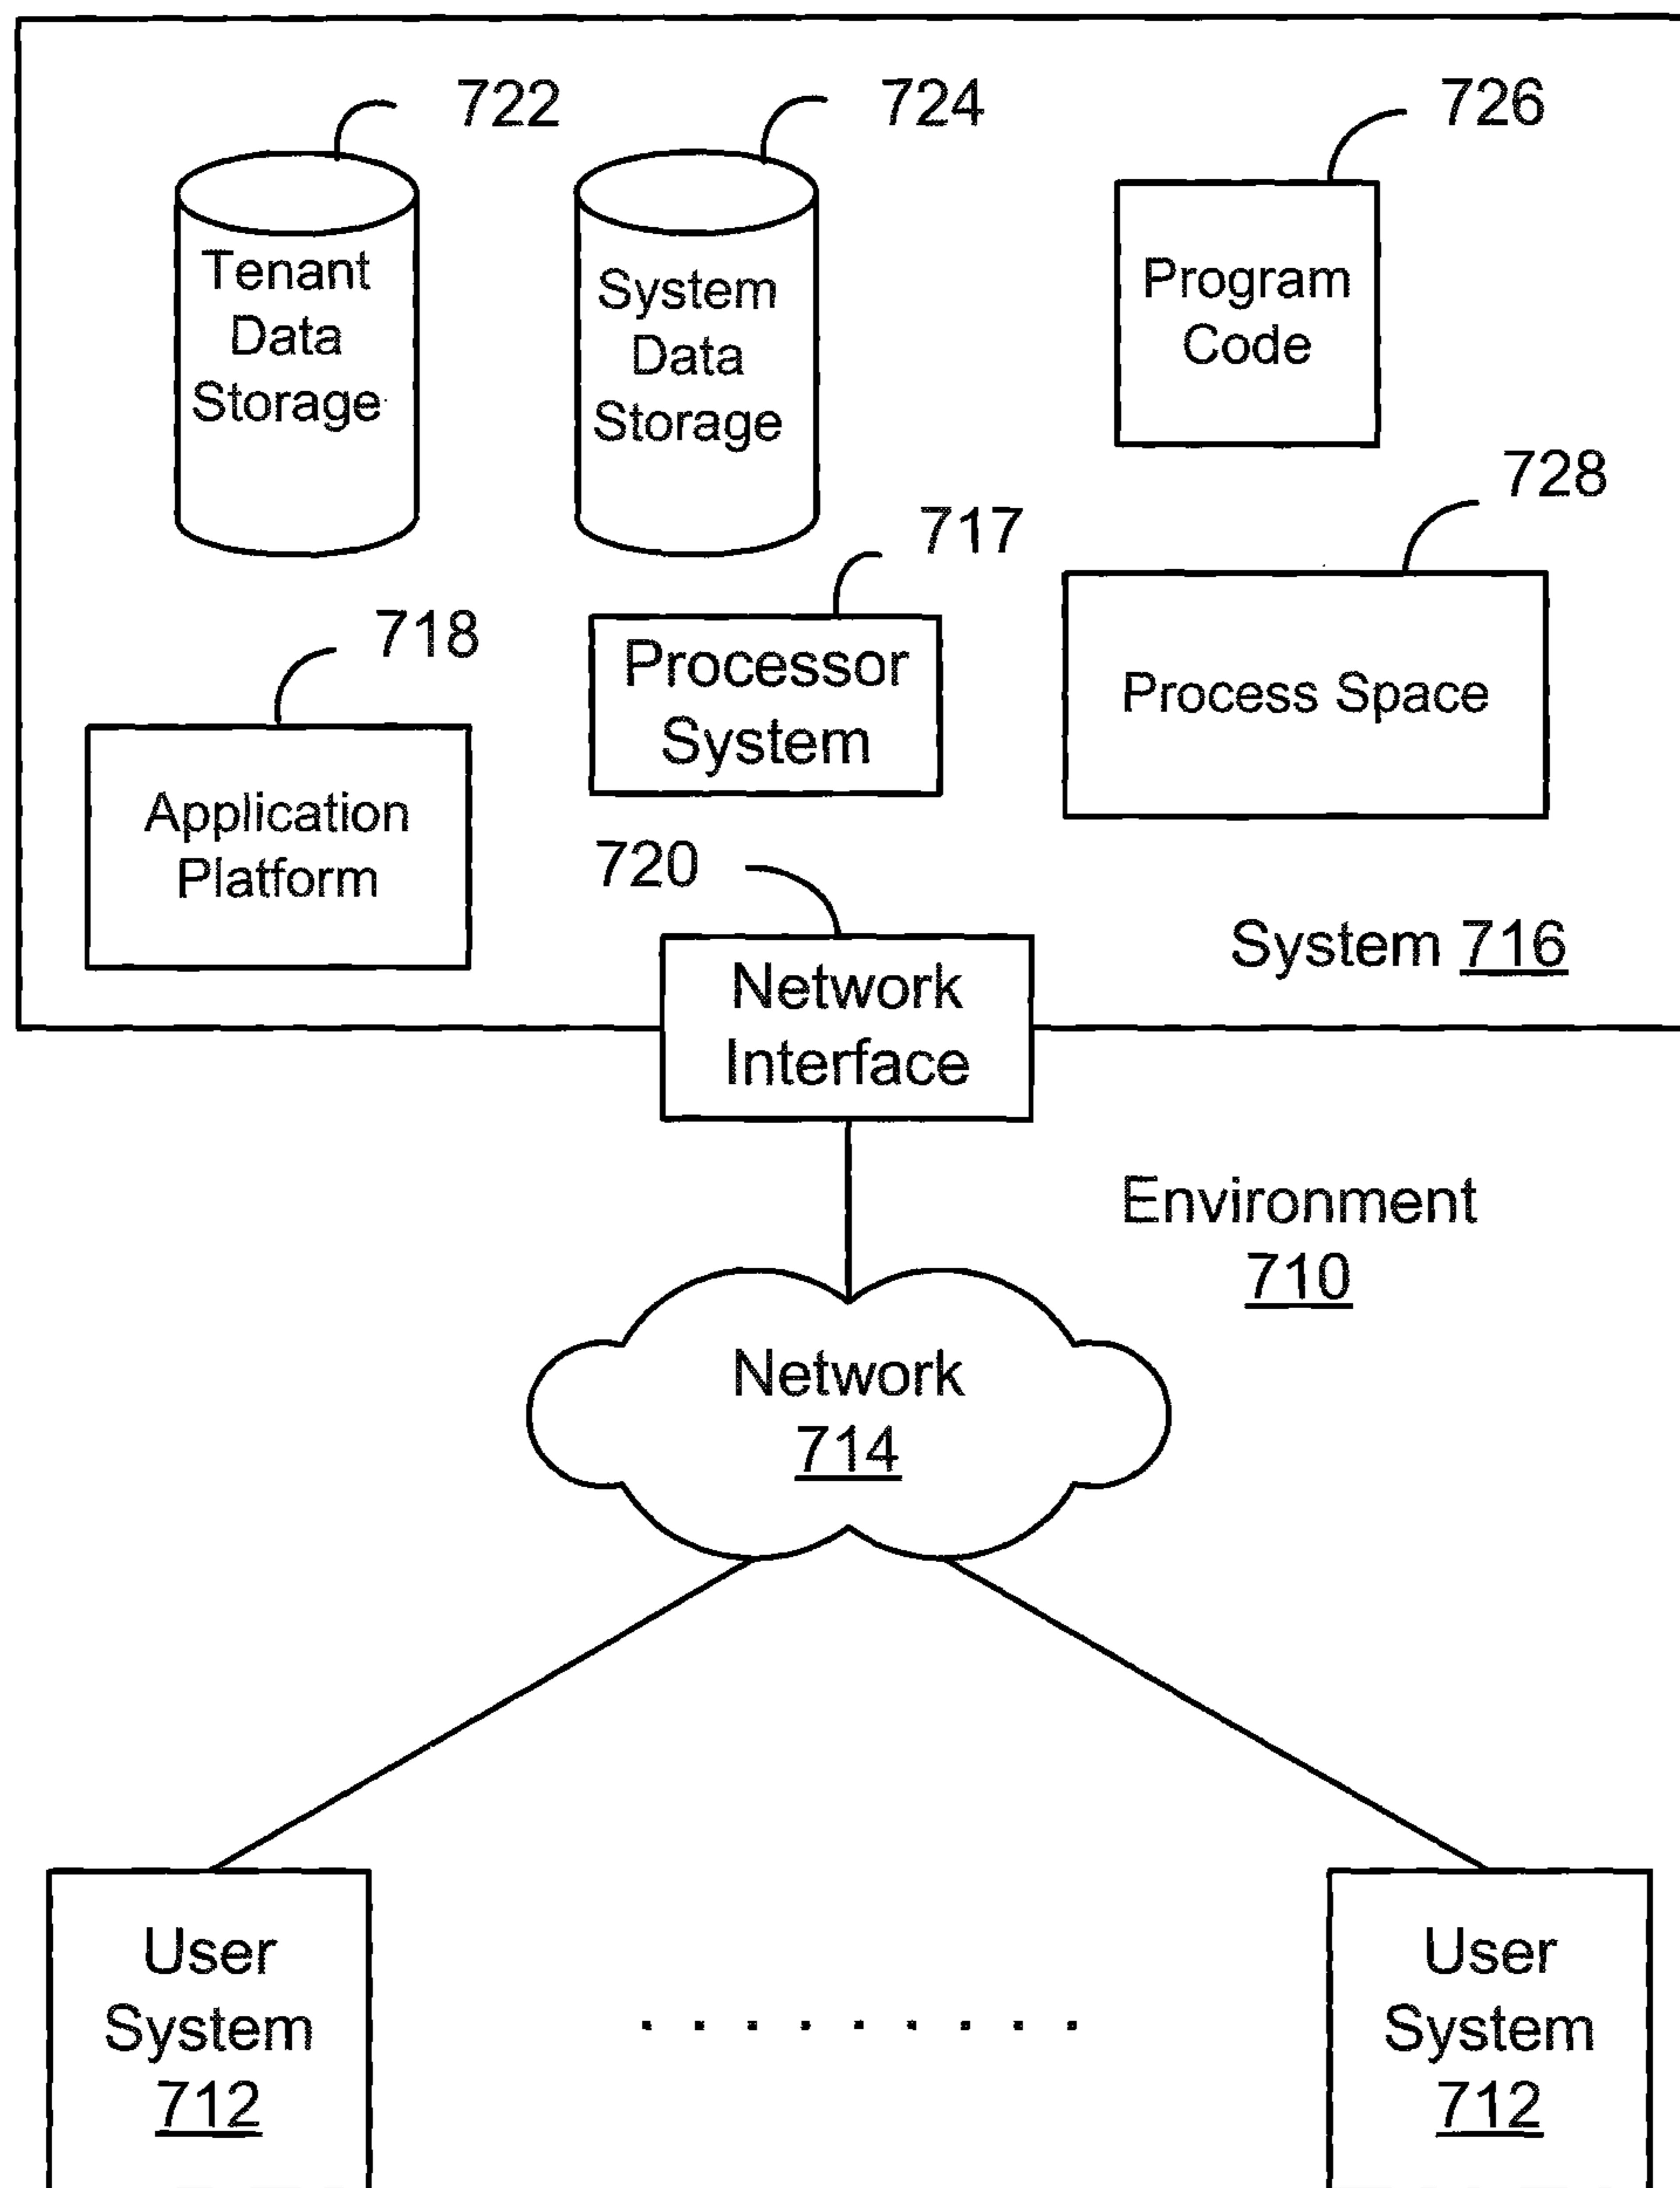 722
724
726
Tenant
Data
Storage
System
Data
Storage
Program
Code
728
717
718
Processor
System
Process Space
Application
Platform
720
System 716
Network
Interface
Environment
710
Network
714
User
System
712
User
System
712